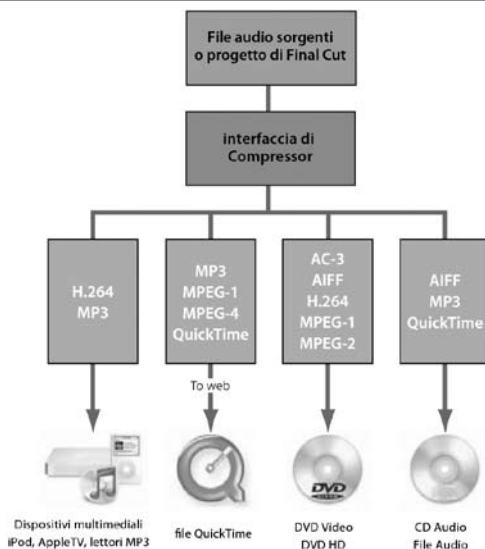 File audio sorgenti
o progetto di Final Cut
interfaccia di
Compressor
H.264
MP3
MP3
MPEG-1
MPEG-4
QuickTime
AC-3
AIFF
H.264
MPEG-1
MPEG-2
AIFF
MP3
QuickTime
To web
DVD
Dispositivi multimediali
iPod, AppleTV, lettori MP3
file QuickTime
DVD Video
DVD HD
CD Audio
File Audio